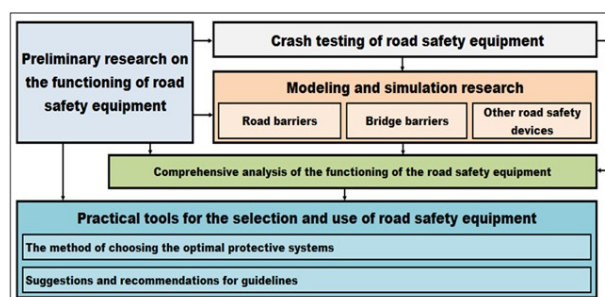 Preliminary research on
the functioning of road
safety equipment
Crash testing of road safety equipment
Modeling and simulation research
Road barriers
Bridge barriers
Other road safety
devices
Comprehensive analysis of the functioning of the road safety equipment
Practical tools for the selection and use of road safety equipment
The method of choosing the optimal protective systems
Suggestions and recommendations for guidelines